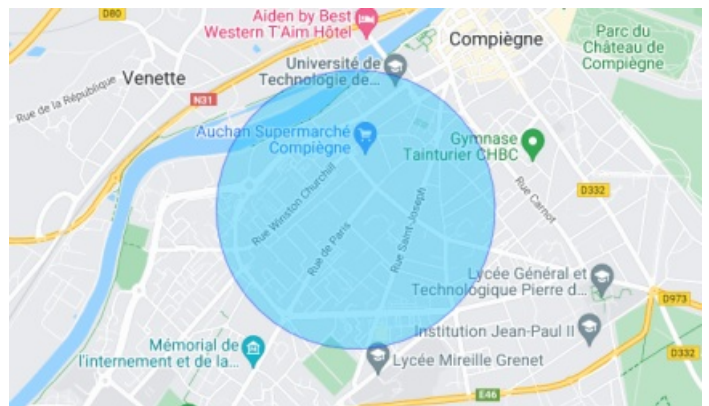 D80
Aiden by Best
Western T'Aim Hôtel
Compiègne
Parc du
Château de
Compiègne
Université de
Technologie de...
Venette
Rue de la République
N31
Auchan Supermarché
Compiègne
Gymnase
Tainturier CHBC
Rue Winston Churchill
Rue de Paris
Rue Saint-Joseph
Rue Carnot
D332
Lycée Général et
Technologique Pierre d...
D973
Institution Jean-Paul II
Mémorial de
l'internement et de la...
Lycée Mireille Grenet
D332
E46